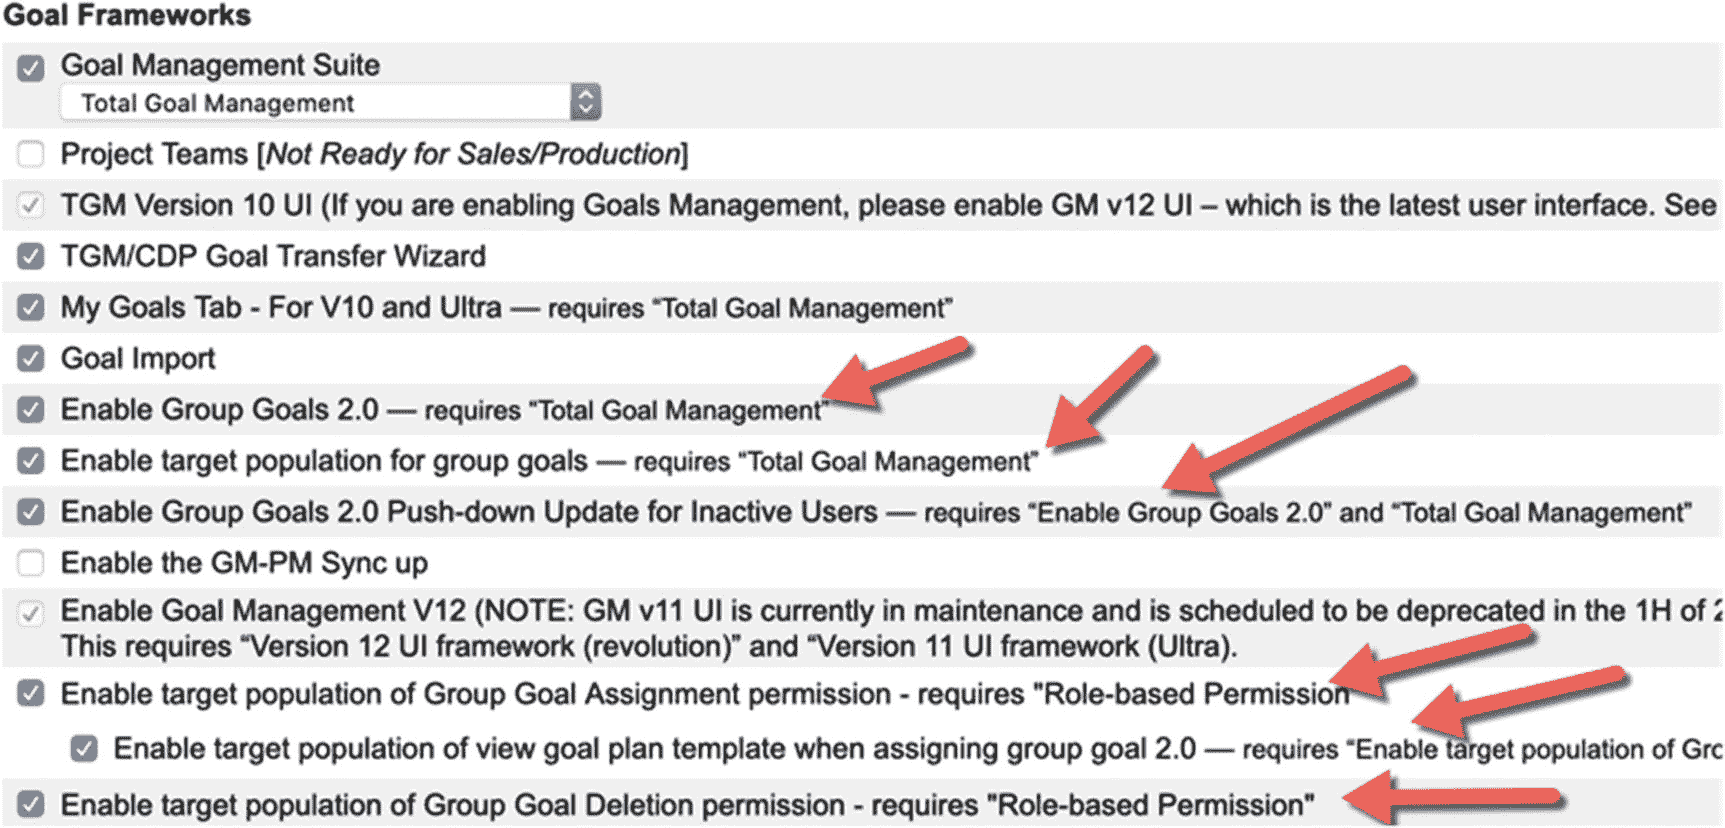 Goal Frameworks
Goal Management Suite
Total Goal Management
Project Teams [Not Ready for Sales/Production]
TGM Version 10 UI (If you are enabling Goals Management, please enable GM v12 UI – which is the latest user interface. See
TGM/CDP Goal Transfer Wizard
My Goals Tab - For V10 and Ultra — requires “Total Goal Management”
Goal Import
Enable Group Goals 2.0 — requires “Total Goal Management”
Enable target population for group goals — requires “Total Goal Management”
Enable Group Goals 2.0 Push-down Update for Inactive Users — requires “Enable Group Goals 2.0” and “Total Goal Management”
Enable the GM-PM Sync up
Enable Goal Management V12 (NOTE: GM v11 UI is currently in maintenance and is scheduled to be deprecated in the 1H of
This requires “Version 12 UI framework (revolution)” and “Version 11 UI framework (Ultra).
Enable target population of Group Goal Assignment permission - requires "Role-based Permission
Enable target population of view goal plan template when assigning group goal 2.0 — requires “Enable target population of
Enable target population of Group Goal Deletion permission - requires "Role-based Permission"